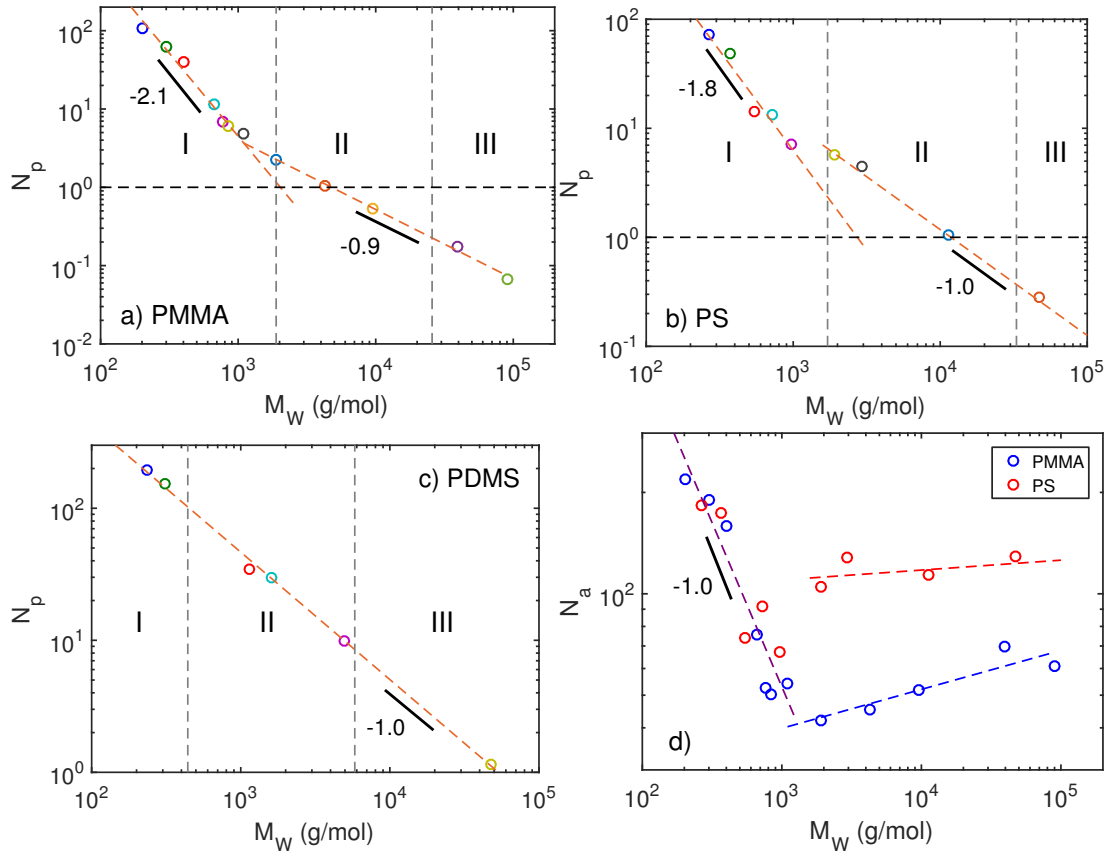 10^2
10^1
10^0
10^-1
10^-2
N_p
-2.1
I
II
III
-0.9
a) PMMA
10^2
10^3
10^4
10^5
M_W (g/mol)
10^2
10^1
10^0
10^-1
N_p
-1.8
I
II
III
-1.0
b) PS
10^2
10^3
10^4
10^5
M_W (g/mol)
10^2
10^1
10^0
N_p
c) PDMS
I
II
III
-1.0
10^2
10^3
10^4
10^5
M_W (g/mol)
10^2
N_a
PMMA
PS
-1.0
d)
10^2
10^3
10^4
10^5
M_W (g/mol)